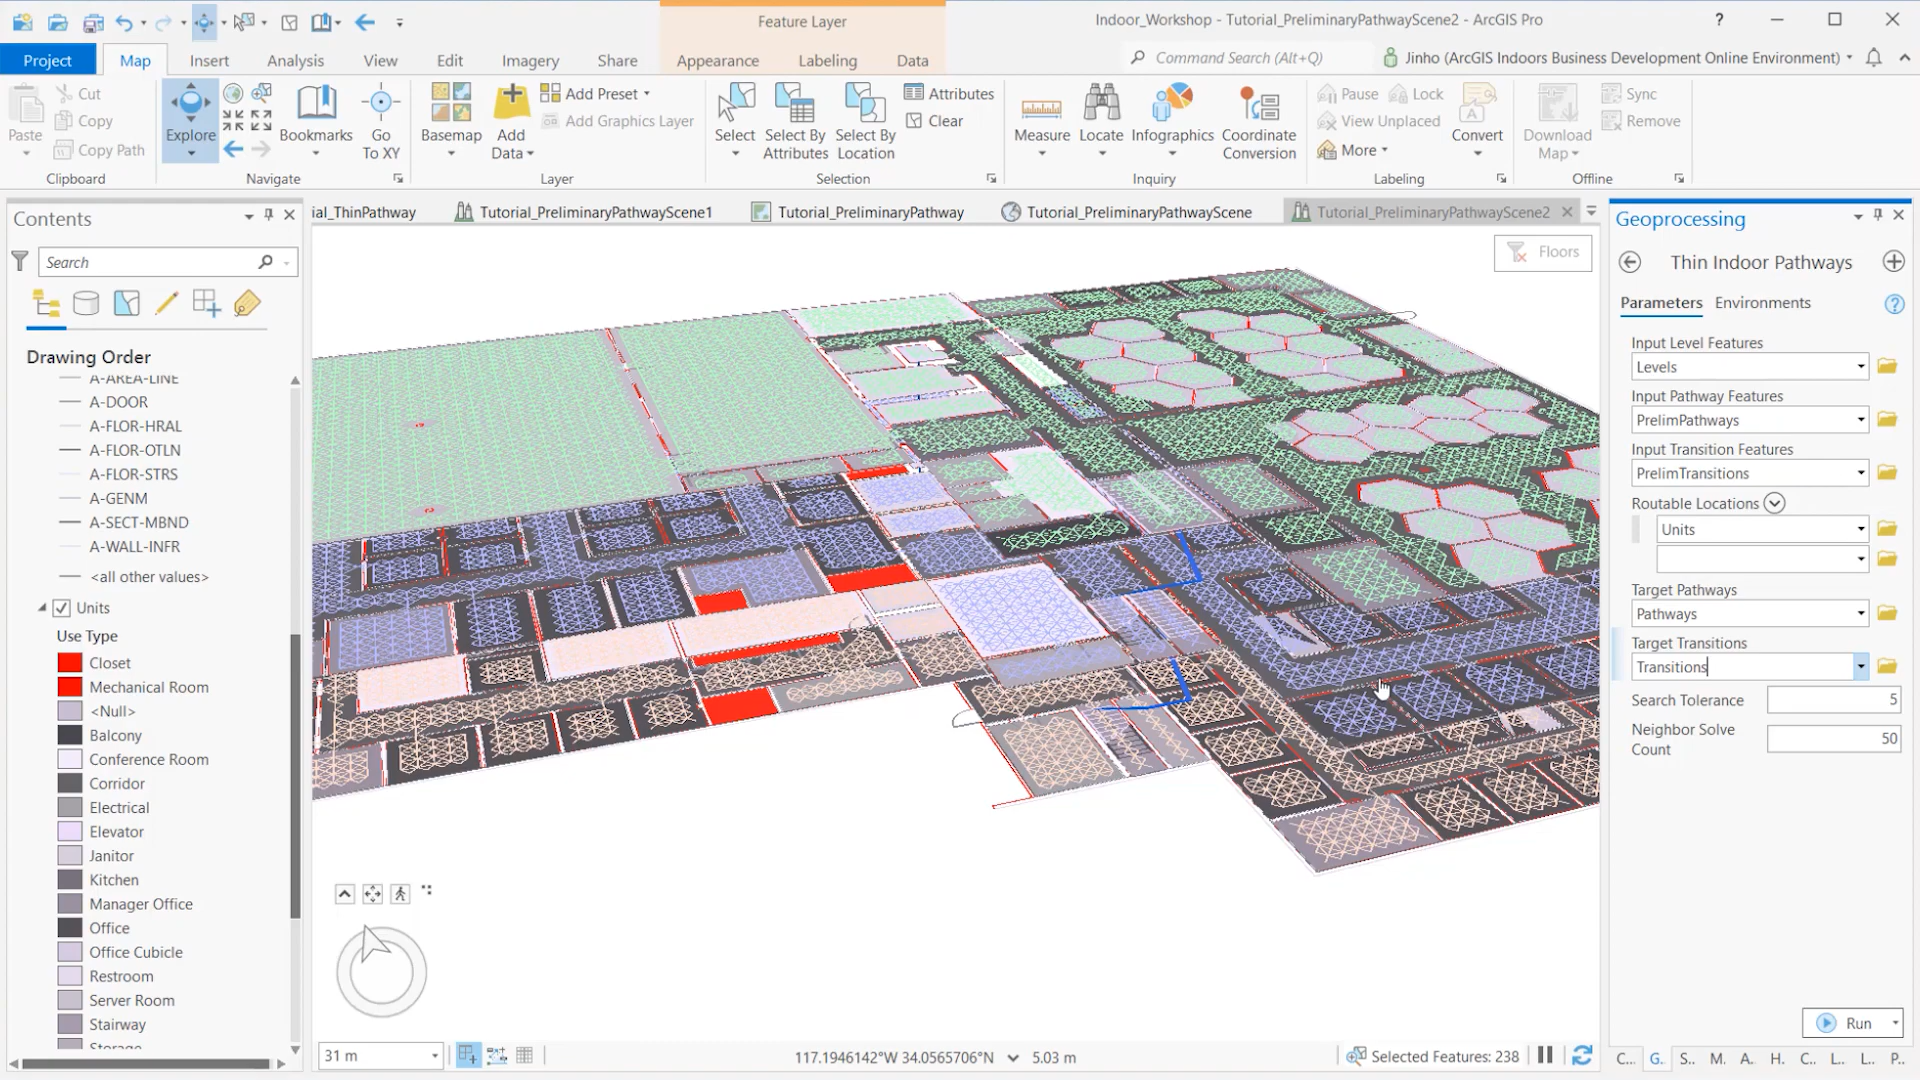 Feature Layer
Indoor_Workshop - Tutorial_PreliminaryPathwayScene2 - ArcGIS Pro
?
Project
Map
Insert
Analysis
View
Edit
Imagery
Share
Appearance
Labeling
Data
Command Search (Alt+Q)
Jinho (ArcGIS Indoors Business Development Online Environment)
Paste
Cut
Copy
Copy Path
Clipboard
Explore
Bookmarks
Go To XY
Navigate
Basemap
Add Data
Add Preset
Add Graphics Layer
Layer
Select
Select By Attributes
Select By Location
Attributes
Clear
Selection
Measure
Locate
Infographics
Coordinate Conversion
Inquiry
Pause
Lock
View Unplaced
More
Convert
Labeling
Download Map
Sync
Remove
Offline
Contents
Search
Drawing Order
A-AREA-LINE
A-DOOR
A-FLOR-HRAL
A-FLOR-OTLN
A-FLOR-STRS
A-GENM
A-SECT-MBND
A-WALL-INFR
<all other values>
Units
Use Type
Closet
Mechanical Room
<Null>
Balcony
Conference Room
Corridor
Electrical
Elevator
Janitor
Kitchen
Manager Office
Office
Office Cubicle
Restroom
Server Room
Stairway
Storage
ial_ThinPathway
Tutorial_PreliminaryPathwayScene1
Tutorial_PreliminaryPathway
Tutorial_PreliminaryPathwayScene
Tutorial_PreliminaryPathwayScene2
Floors
31 m
117.1946142°W 34.0565706°N
5.03 m
Selected Features: 238
Geoprocessing
Thin Indoor Pathways
Parameters
Environments
?
Input Level Features
Levels
Input Pathway Features
PrelimPathways
Input Transition Features
PrelimTransitions
Routable Locations
Units
Target Pathways
Pathways
Target Transitions
Transitions
Search Tolerance
5
Neighbor Solve Count
50
Run
C...
G.
S...
M.
A..
H.
C...
L...
L...
P...